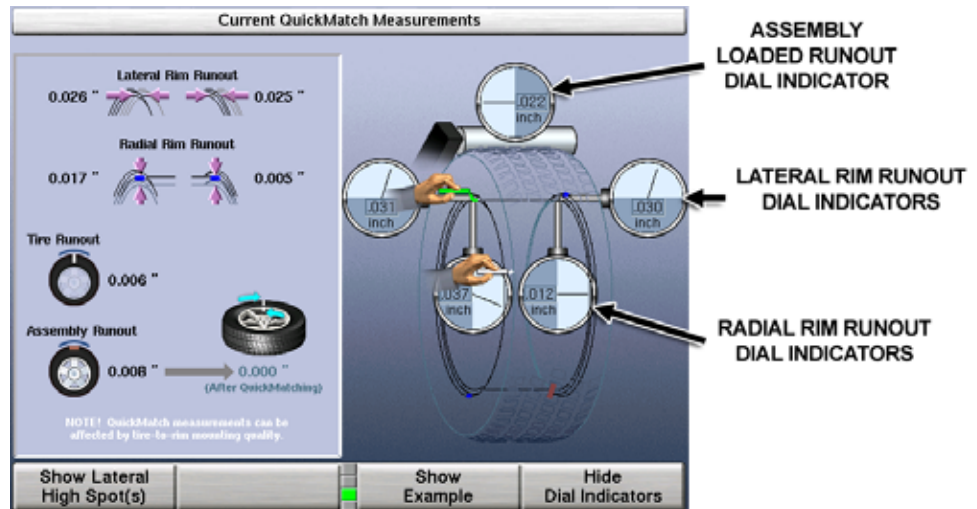 Current QuickMatch Measurements
ASSEMBLY
LOADED RUNOUT
DIAL INDICATOR
Lateral Rim Runout
0.026 "
0.025 "
.022
inch
Radial Rim Runout
0.017 "
0.005 "
.031
inch
.030
inch
LATERAL RIM RUNOUT
DIAL INDICATORS
Tire Runout
0.006 "
.037
inch
.012
inch
RADIAL RIM RUNOUT
DIAL INDICATORS
Assembly Runout
0.008 "
0.000 "
(After QuickMatching)
NOTE! QuickMatch measurements can be
affected by tire-to-rim mounting quality.
Show Lateral
High Spot(s)
Show
Example
Hide
Dial Indicators